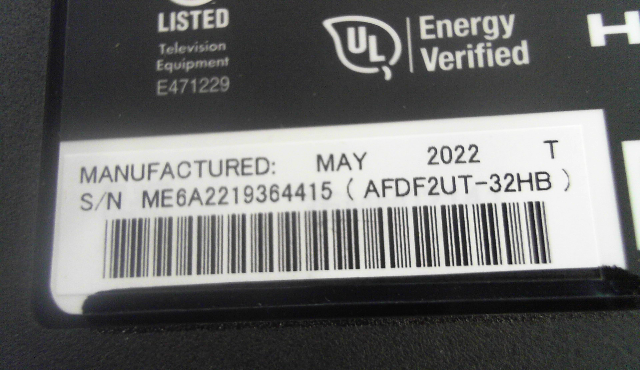 LISTED
Television
Equipment
E471229
UL
Energy
Verified
MANUFACTURED: MAY 2022 T
S/N ME6A2219364415 ( AFDF2UT-32HB )